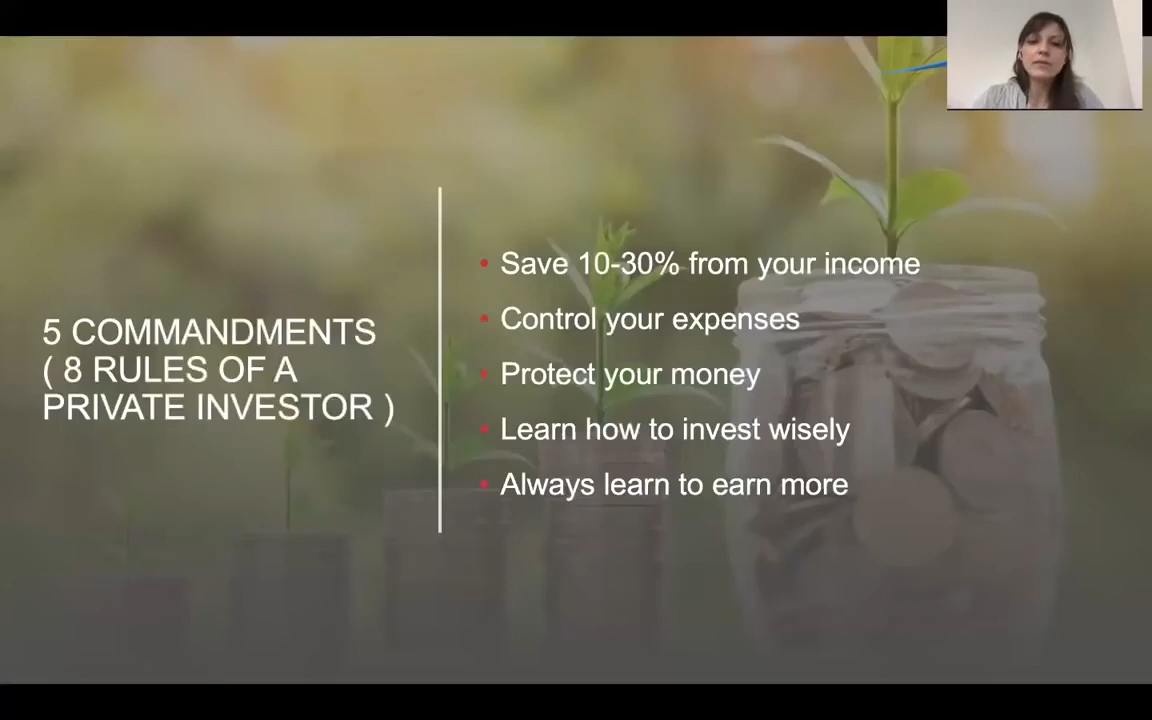 5 COMMANDMENTS
( 8 RULES OF A
PRIVATE INVESTOR )
• Save 10-30% from your income
• Control your expenses
• Protect your money
• Learn how to invest wisely
• Always learn to earn more